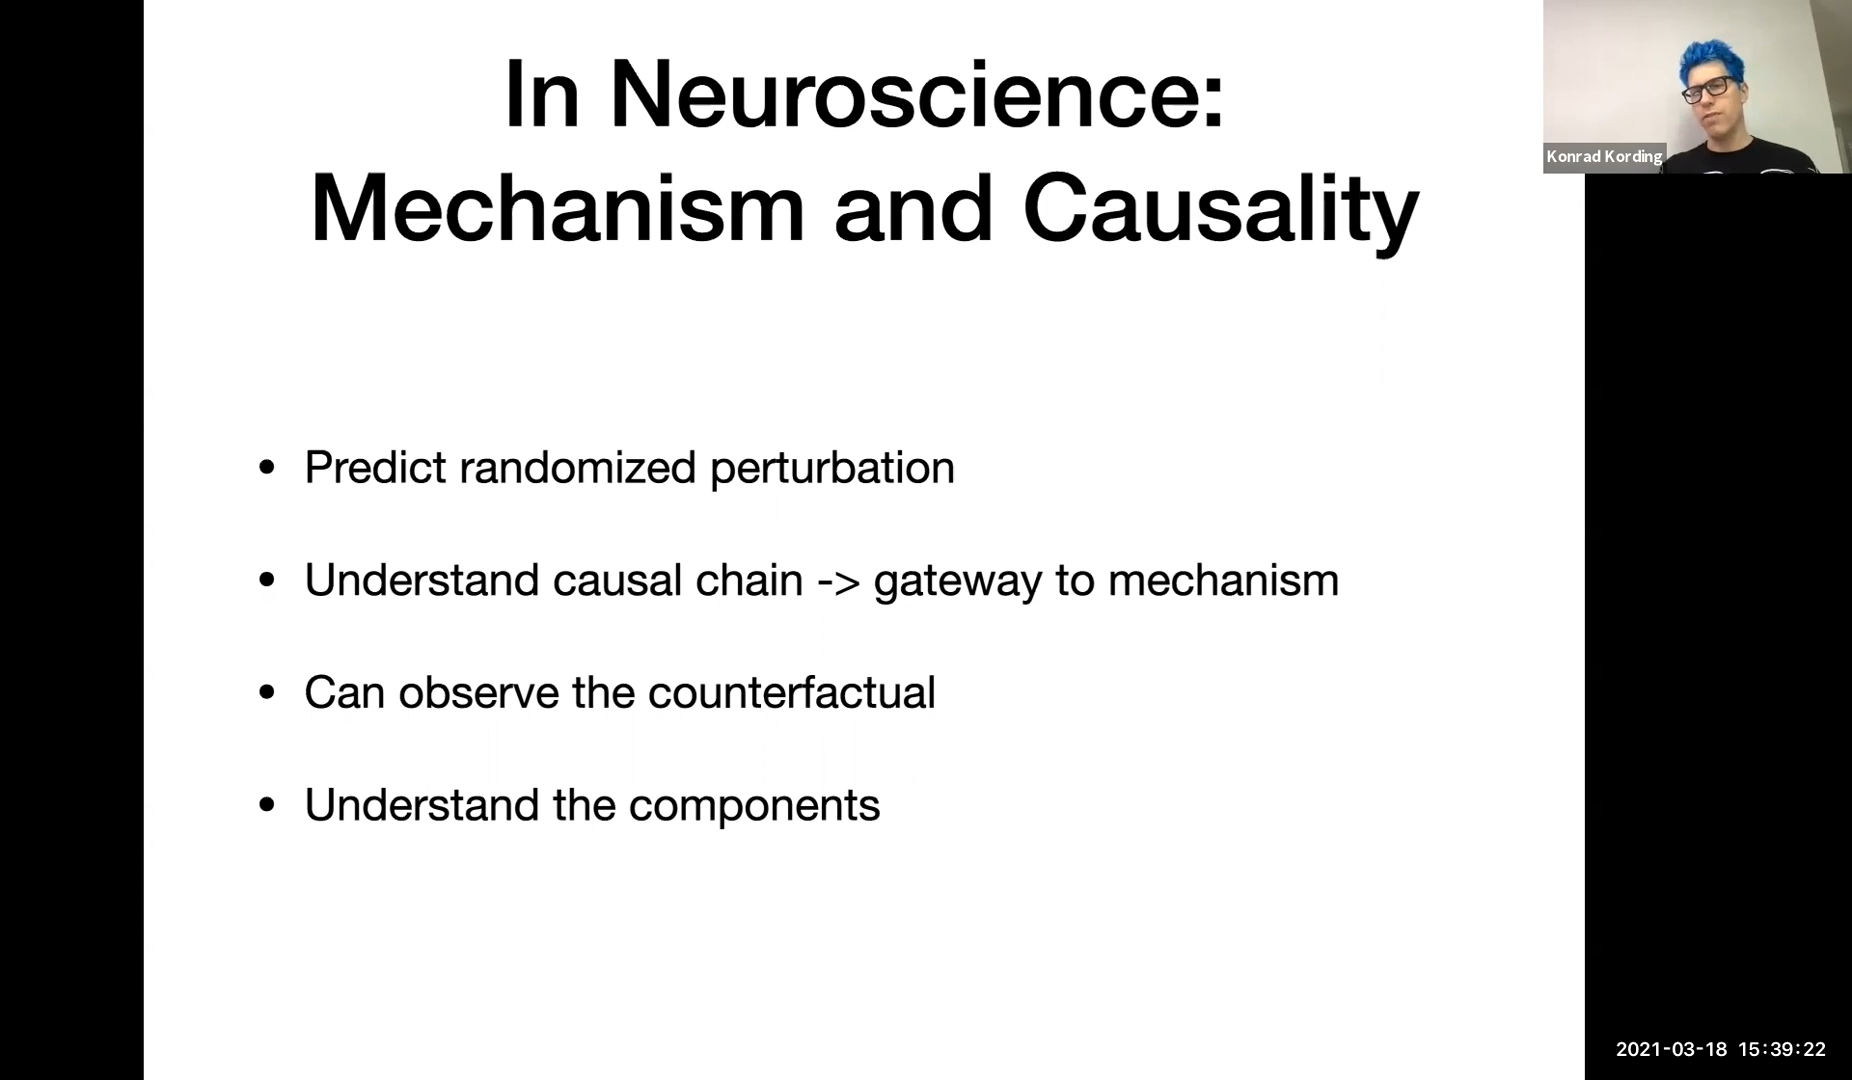 In Neuroscience:
Mechanism and Causality
Konrad Kording
• Predict randomized perturbation
• Understand causal chain -> gateway to mechanism
• Can observe the counterfactual
• Understand the components
2021-03-18 15:39:22